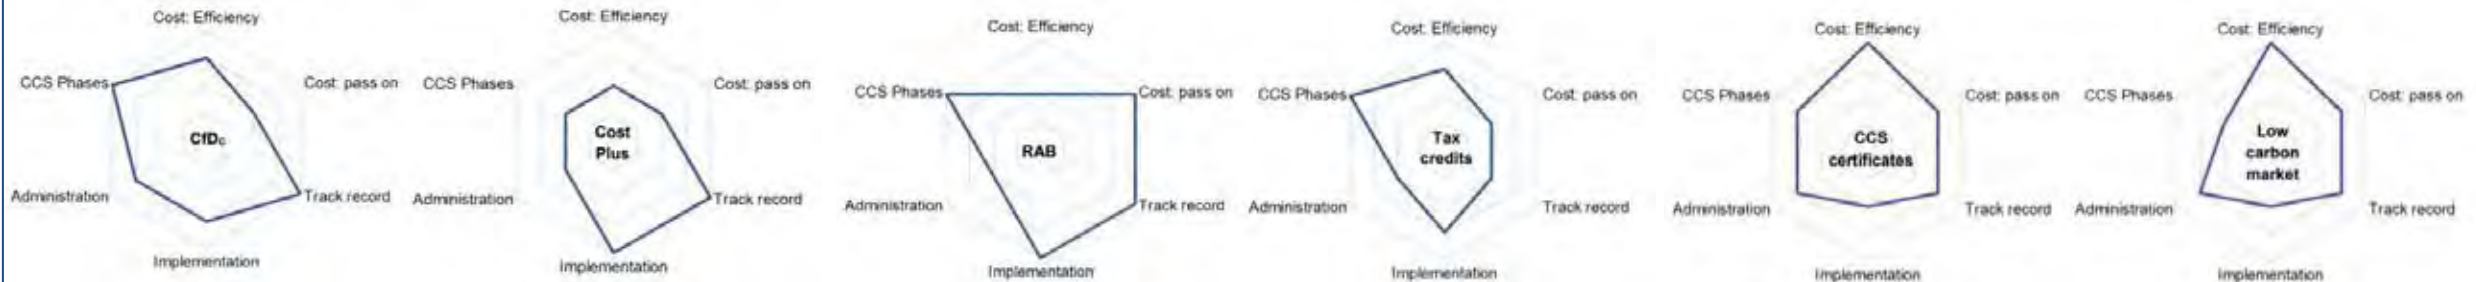 Cost: Efficiency
CCS Phases
Cost: pass on
CfDc
Administration
Track record
Implementation
Cost: Efficiency
CCS Phases
Cost: pass on
Cost
Plus
Administration
Track record
Implementation
Cost: Efficiency
CCS Phases
Cost: pass on
RAB
Administration
Track record
Implementation
Cost: Efficiency
CCS Phases
Cost: pass on
Tax
credits
Administration
Track record
Implementation
Cost: Efficiency
CCS Phases
Cost: pass on
CCS
certificates
Administration
Track record
Implementation
Cost: Efficiency
CCS Phases
Cost: pass on
Low
carbon
market
Administration
Track record
Implementation